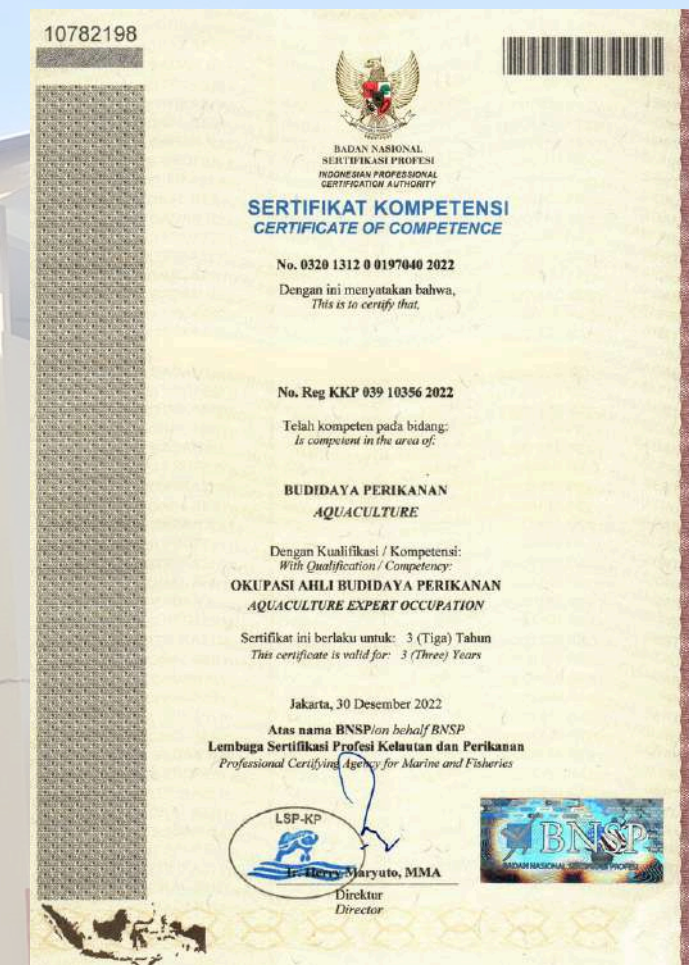 10782198
BADAN NASIONAL
SERTIFIKASI PROFESI
INDONESIAN PROFESSIONAL
CERTIFICATION AUTHORITY
SERTIFIKAT KOMPETENSI
CERTIFICATE OF COMPETENCE
No. 0320 1312 0 0197040 2022
Dengan ini menyatakan bahwa,
This is to certify that,
No. Reg KKP 039 10356 2022
Telah kompeten pada bidang:
Is competent in the area of:
BUDIDAYA PERIKANAN
AQUACULTURE
Dengan Kualifikasi / Kompetensi:
With Qualification / Competency:
OKUPASI AHLI BUDIDAYA PERIKANAN
AQUACULTURE EXPERT OCCUPATION
Sertifikat ini berlaku untuk: 3 (Tiga) Tahun
This certificate is valid for: 3 (Three) Years
Jakarta, 30 Desember 2022
Atas nama BNSP/on behalf BNSP
Lembaga Sertifikasi Profesi Kelautan dan Perikanan
Professional Certifying Agency for Marine and Fisheries
LSP-KP
BNSP
BADAN NASIONAL SERTIFIKASI PROFESI
Ir. Herry Maryuto, MMA
Direktur
Director